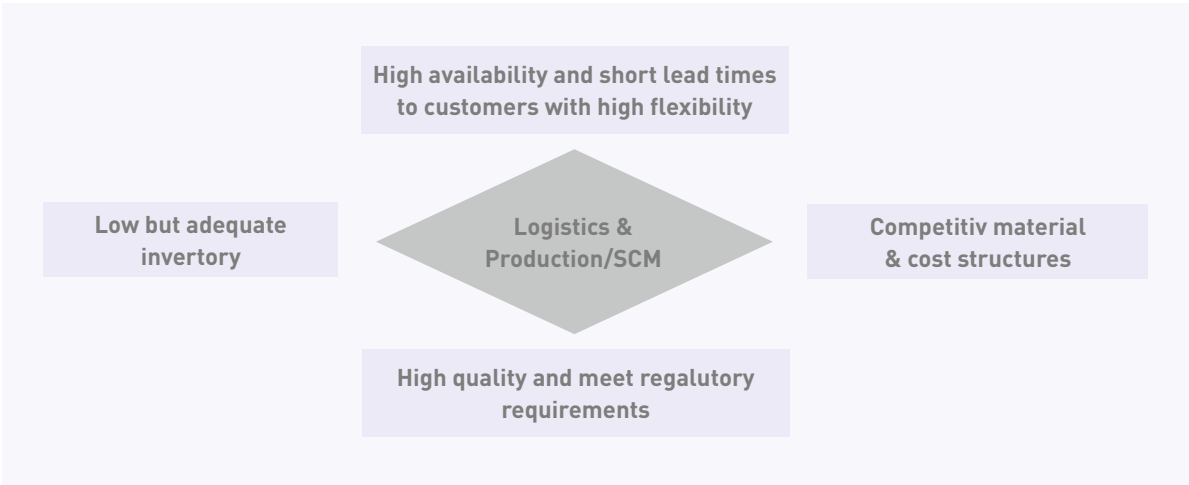 High availability and short lead times
to customers with high flexibility
Low but adequate
invertory
Logistics &
Production/SCM
Competitiv material
& cost structures
High quality and meet regalutory
requirements